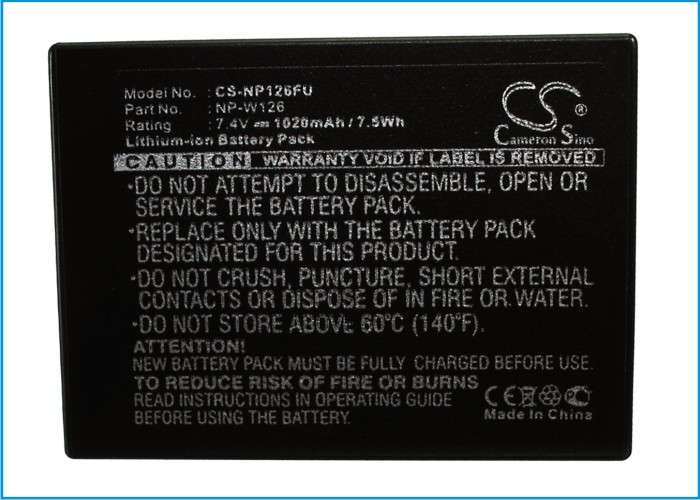 Model No. : CS-NP126FU
Part No. : NP-W126
Rating : 7.4V 1020mAh / 7.5Wh
Lithium-ion Battery Pack
CS
Cameron Sino
CAUTION WARRANTY VOID IF LABEL IS REMOVED
•DO NOT ATTEMPT TO DISASSEMBLE, OPEN OR
SERVICE THE BATTERY PACK.
•REPLACE ONLY WITH THE BATTERY PACK
DESIGNATED FOR THIS PRODUCT.
•DO NOT CRUSH, PUNCTURE, SHORT EXTERNAL
CONTACTS OR DISPOSE OF IN FIRE OR WATER.
•DO NOT STORE ABOVE 60°C (140°F).
ATTENTION!
NEW BATTERY PACK MUST BE FULLY CHARGED BEFORE USE.
TO REDUCE RISK OF FIRE OR BURNS
READ INSTRUCTIONS IN OPERATING GUIDE
BEFORE USING THE BATTERY.
CE
Made In China